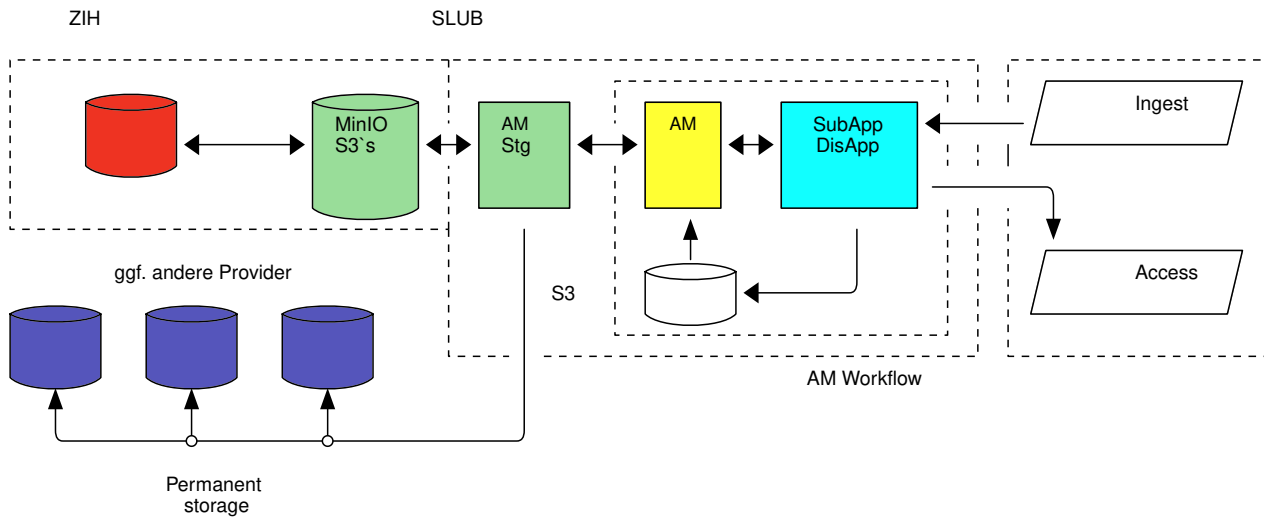 ZIH
SLUB
MinIO
S3`s
AM
Stg
AM
SubApp
DisApp
Ingest
ggf. andere Provider
S3
Access
AM Workflow
Permanent
storage